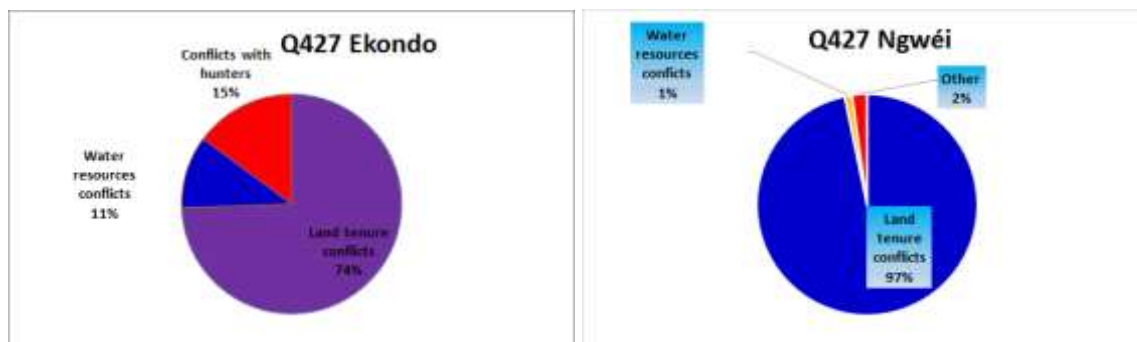 Q427 Ekondo
Conflicts with
hunters
15%
Water
resources
conflicts
11%
Land tenure
conflicts
74%
Q427 Ngwéi
Water
resources
conficts
1%
Other
2%
Land
tenure
conflicts
97%